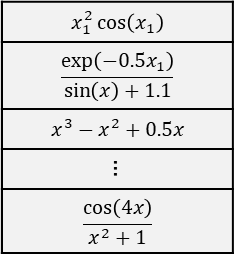 x₁² cos(x₁)
exp(−0.5x₁)
sin(x) + 1.1
x³ − x² + 0.5x
⋮
cos(4x)
x² + 1